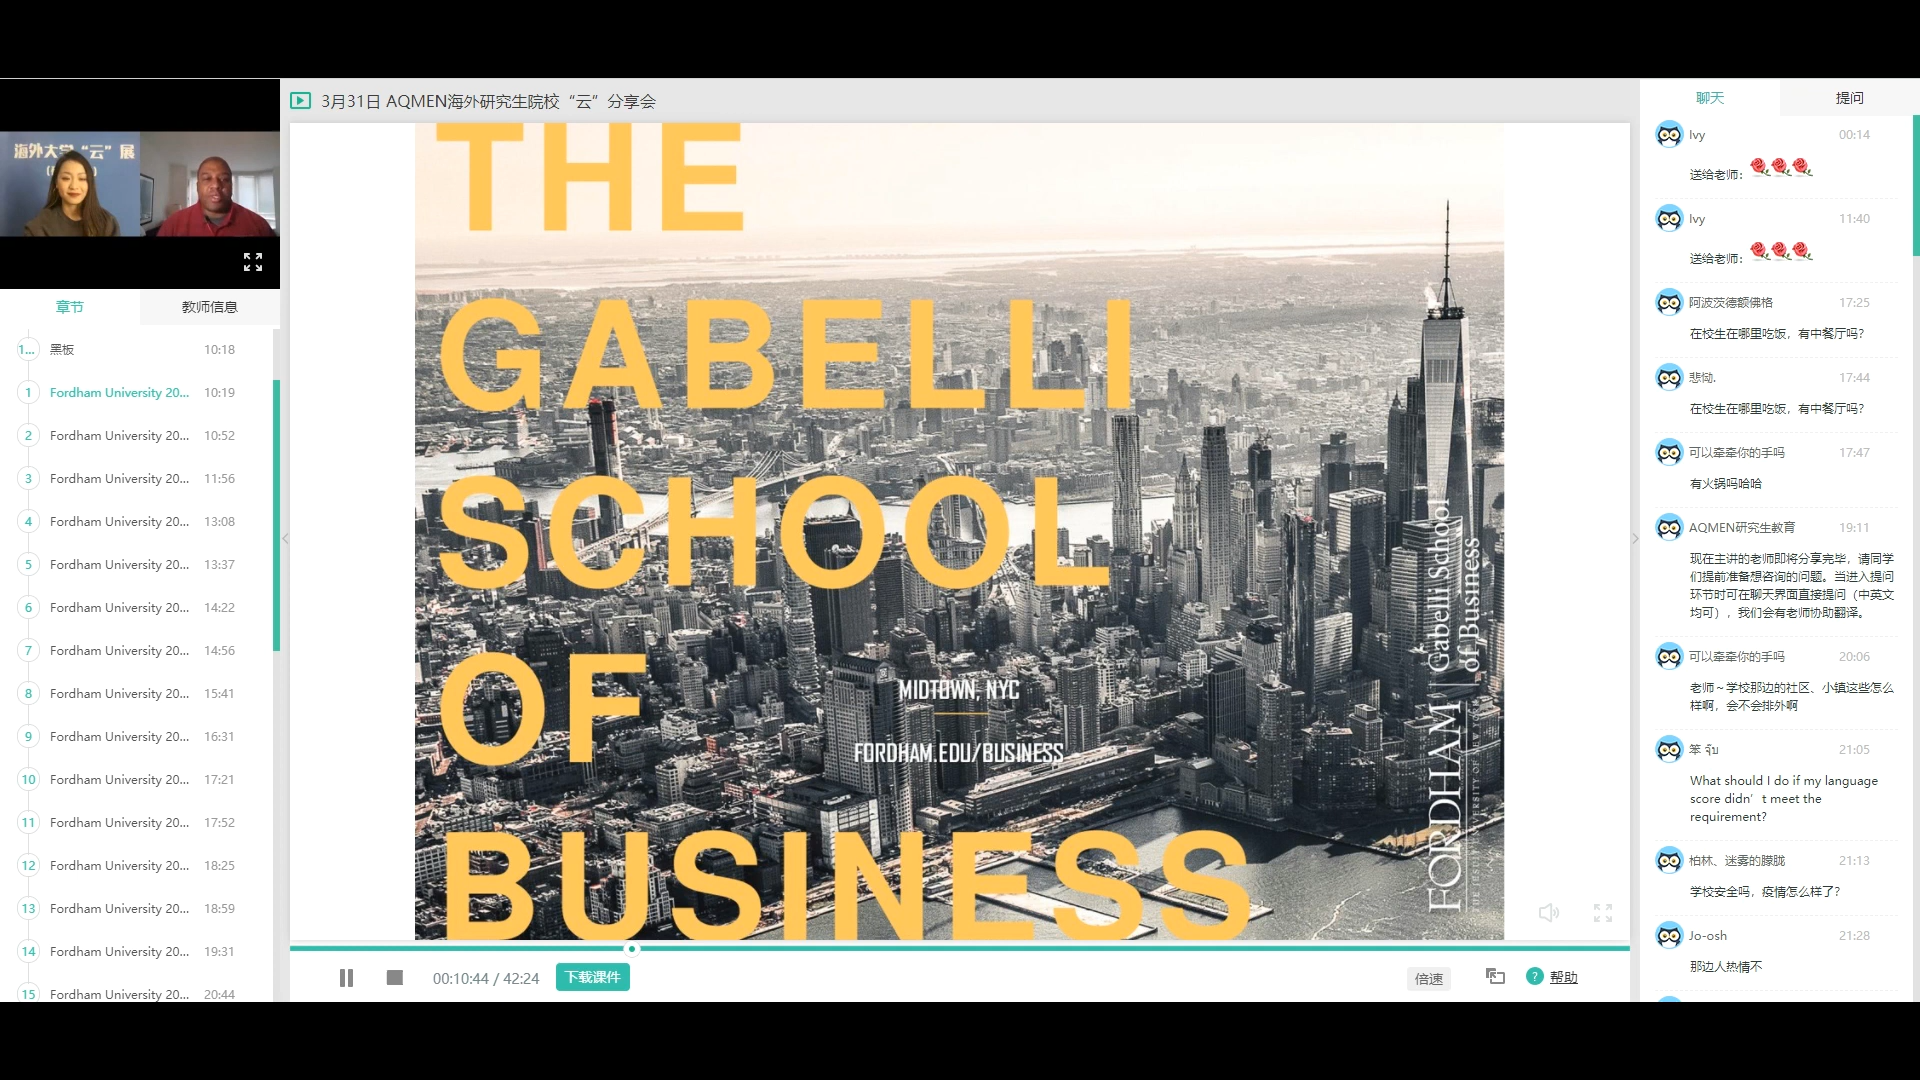 3月31日 AQMEN海外研究生院校“云”分享会
海外大学“云”展
章节
教师信息
1... 黑板 10:18
1 Fordham University 20... 10:19
2 Fordham University 20... 10:52
3 Fordham University 20... 11:56
4 Fordham University 20... 13:08
5 Fordham University 20... 13:37
6 Fordham University 20... 14:22
7 Fordham University 20... 14:56
8 Fordham University 20... 15:41
9 Fordham University 20... 16:31
10 Fordham University 20... 17:21
11 Fordham University 20... 17:52
12 Fordham University 20... 18:25
13 Fordham University 20... 18:59
14 Fordham University 20... 19:31
15 Fordham University 20... 20:44
THE
GABELLI
SCHOOL
OF
BUSINESS
MIDTOWN, NYC
FORDHAM.EDU/BUSINESS
FORDHAM
THE JESUIT UNIVERSITY OF NEW YORK
Gabelli School
of Business
00:10:44 / 42:24
下载课件
倍速
帮助
聊天
提问
Ivy 00:14
送给老师：
Ivy 11:40
送给老师：
阿波茨德额佛格 17:25
在校生在哪里吃饭，有中餐厅吗？
悲恸. 17:44
在校生在哪里吃饭，有中餐厅吗？
可以牵牵你的手吗 17:47
有火锅吗哈哈
AQMEN研究生教育 19:11
现在主讲的老师即将分享完毕，请同学
们提前准备想咨询的问题。当进入提问
环节时可在聊天界面直接提问（中英文
均可），我们会有老师协助翻译。
可以牵牵你的手吗 20:06
老师～学校那边的社区、小镇这些怎么
样啊，会不会排外啊
笨 21:05
What should I do if my language
score didn’t meet the
requirement?
柏林、迷雾的朦胧 21:13
学校安全吗，疫情怎么样了？
Jo-osh 21:28
那边人热情不